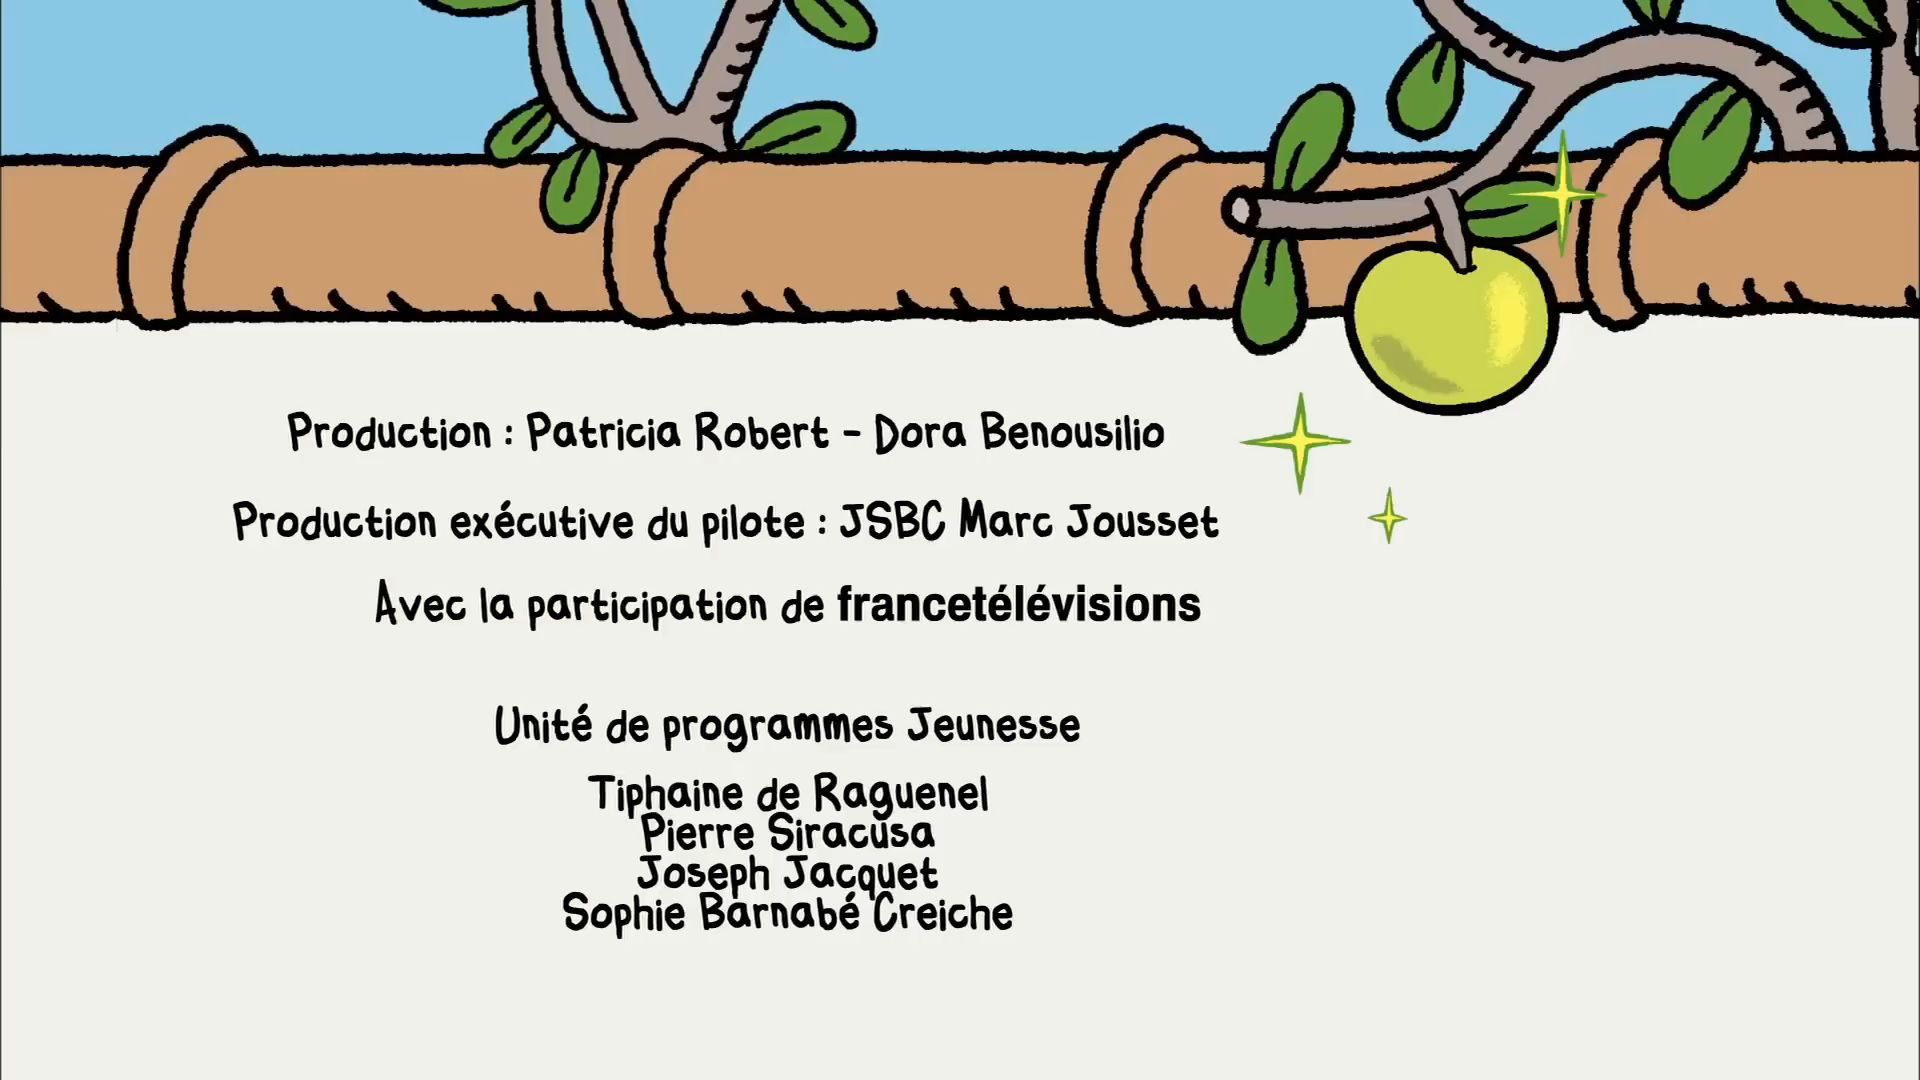 Production : Patricia Robert - Dora Benousilio
Production exécutive du pilote : JSBC Marc Jousset
Avec la participation de francetélévisions
Unité de programmes Jeunesse
Tiphaine de Raguenel
Pierre Siracusa
Joseph Jacquet
Sophie Barnabé Creiche